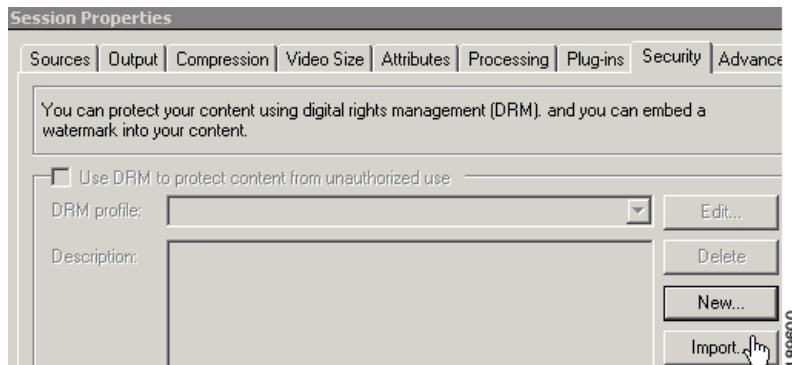 Session Properties
Sources Output Compression Video Size Attributes Processing Plug-ins Security Advance
You can protect your content using digital rights management (DRM). and you can embed a
watermark into your content.
Use DRM to protect content from unauthorized use
DRM profile: Edit...
Description: Delete
New...
Import...